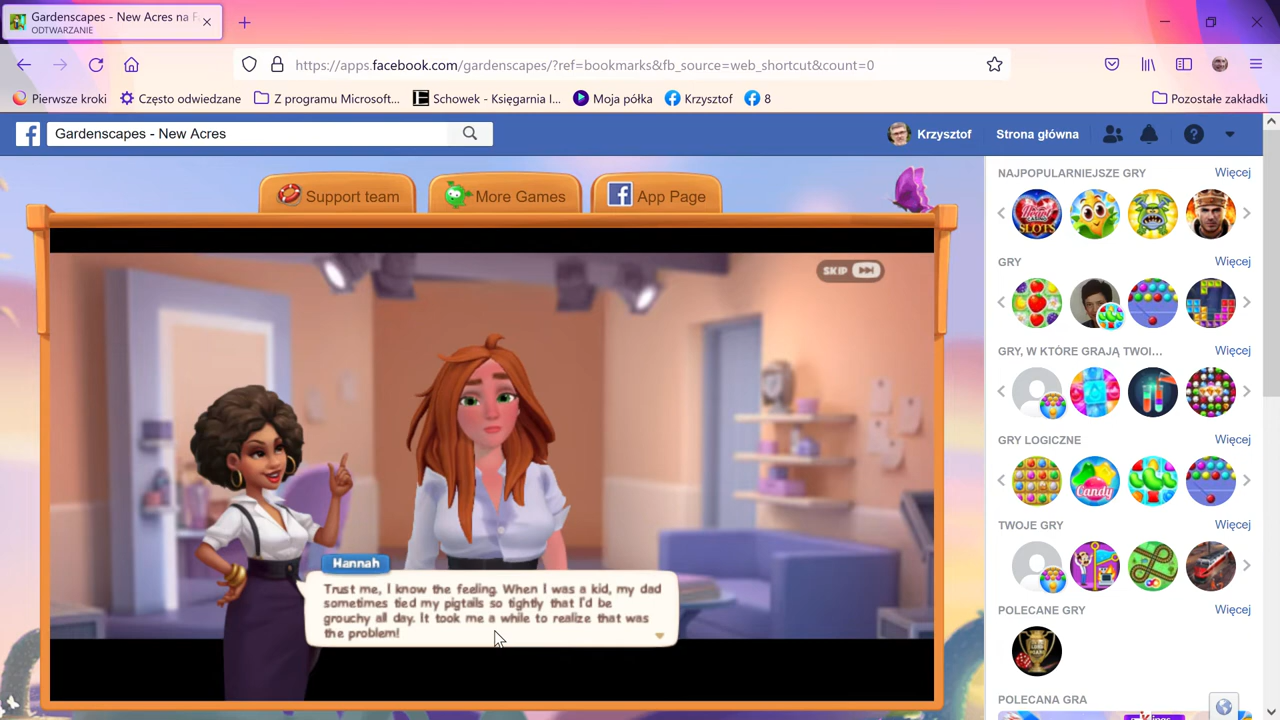 Gardenscapes - New Acres na F
ODTWARZANIE
https://apps.facebook.com/gardenscapes/?ref=bookmarks&fb_source=web_shortcut&count=0
Pierwsze kroki
Często odwiedzane
Z programu Microsoft...
Schowek - Księgarnia I...
Moja półka
Krzysztof
8
Pozostałe zakładki
Gardenscapes - New Acres
Krzysztof
Strona główna
Support team
More Games
App Page
SKIP
Hannah
Trust me, I know the feeling. When I was a kid, my dad
sometimes tied my pigtails so tightly that I'd be
grouchy all day. It took me a while to realize that was
the problem!
NAJPOPULARNIEJSZE GRY
Więcej
SLOTS
GRY
Więcej
GRY, W KTÓRE GRAJĄ TWOI...
Więcej
GRY LOGICZNE
Więcej
Candy
TWOJE GRY
Więcej
POLECANE GRY
Więcej
POLECANA GRA